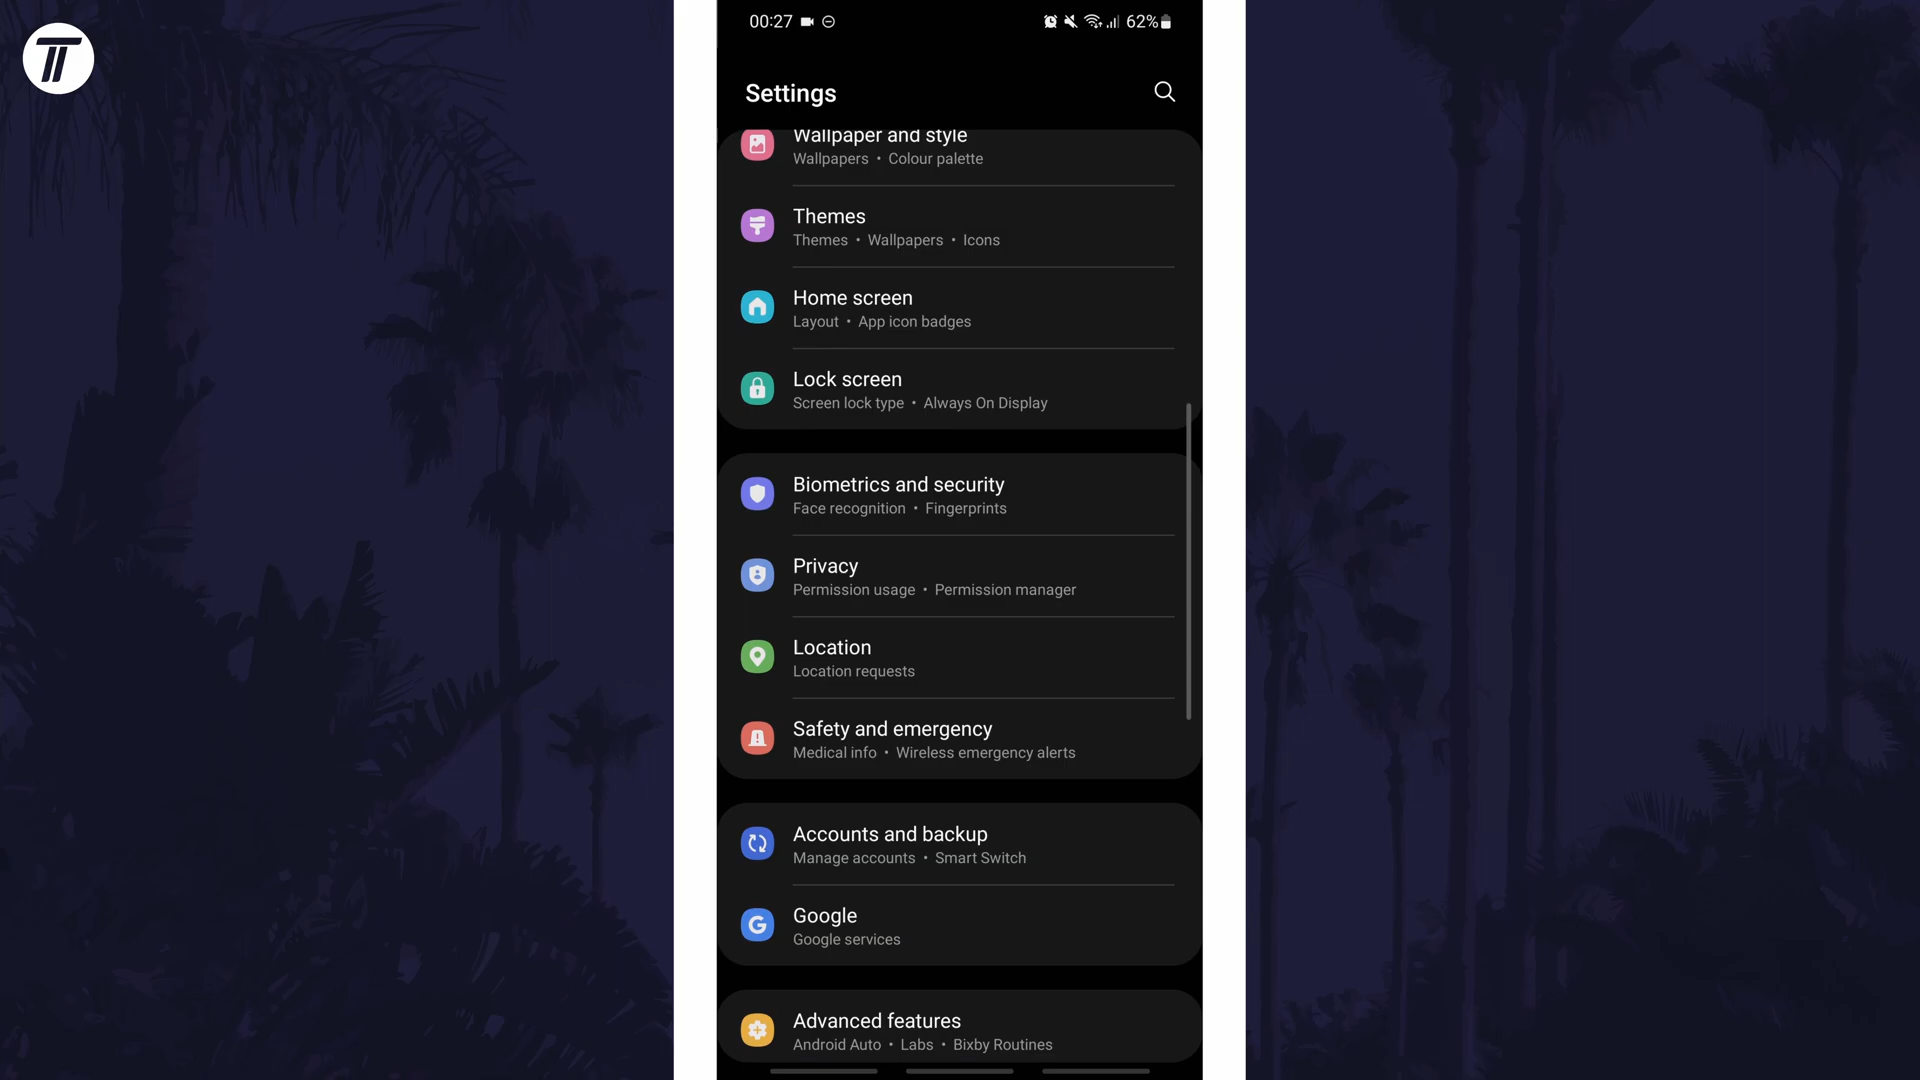 00:27
62%
Settings
Wallpaper and style
Wallpapers • Colour palette
Themes
Themes • Wallpapers • Icons
Home screen
Layout • App icon badges
Lock screen
Screen lock type • Always On Display
Biometrics and security
Face recognition • Fingerprints
Privacy
Permission usage • Permission manager
Location
Location requests
Safety and emergency
Medical info • Wireless emergency alerts
Accounts and backup
Manage accounts • Smart Switch
Google
Google services
Advanced features
Android Auto • Labs • Bixby Routines